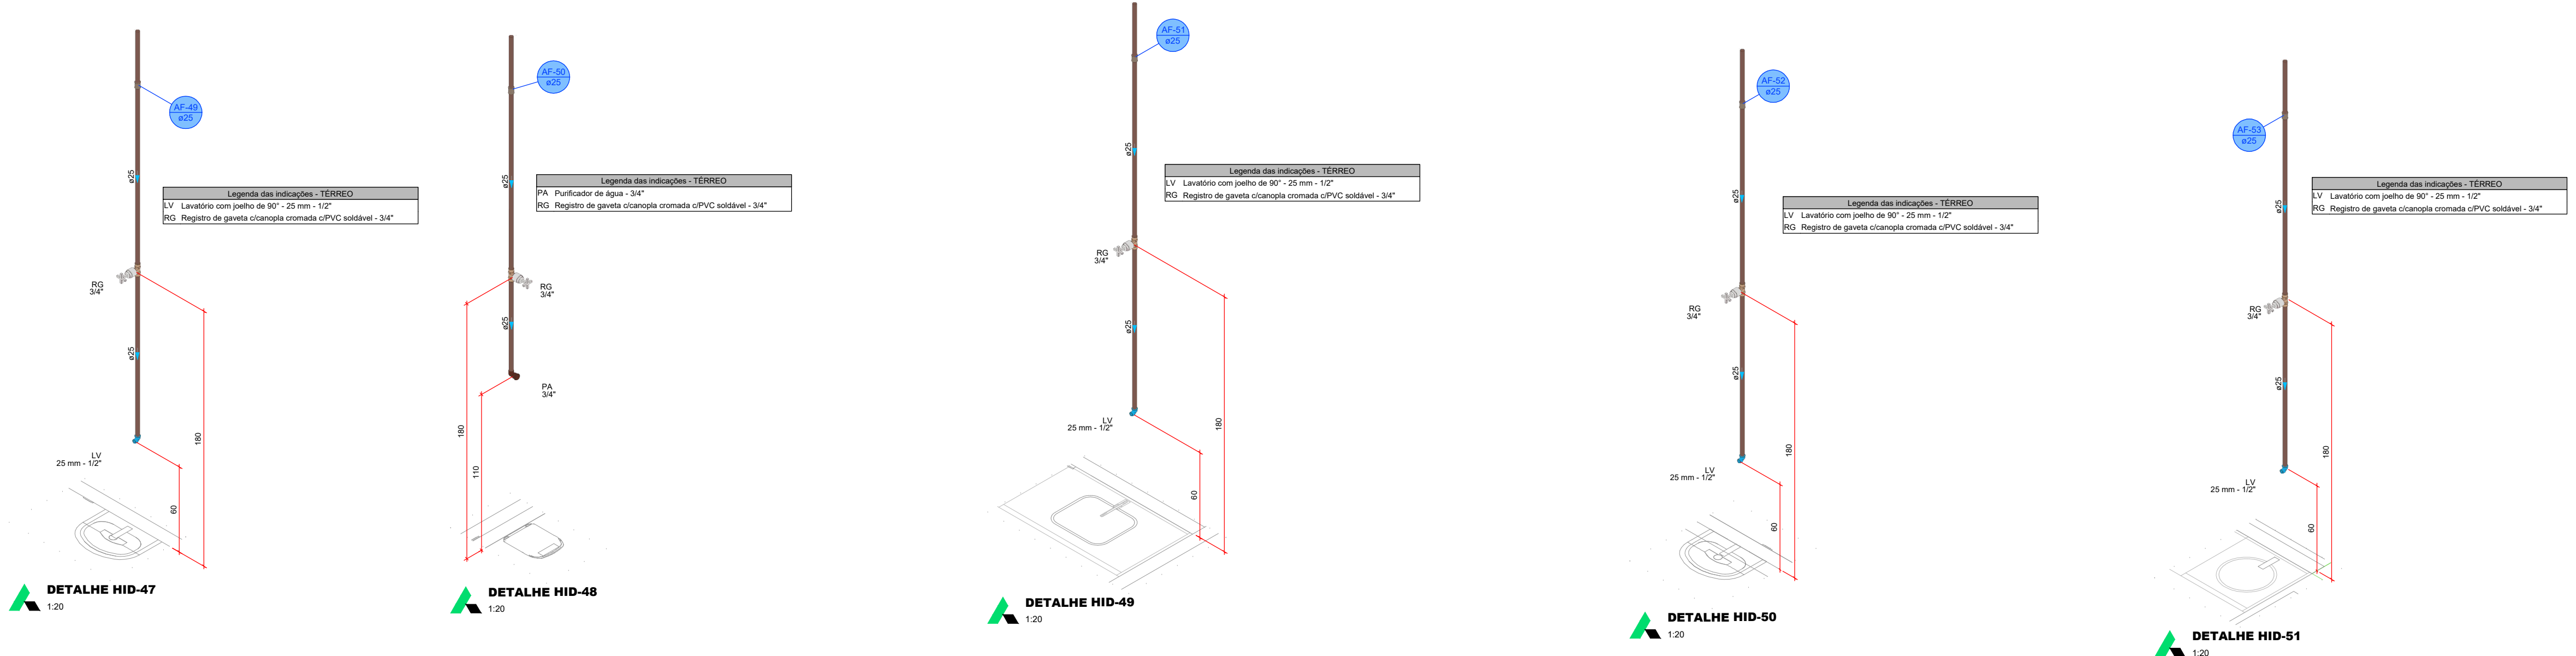 AF-49
ø25
ø25
Legenda das indicações - TÉRREO
LV Lavatório com joelho de 90° - 25 mm - 1/2"
RG Registro de gaveta c/canopla cromada c/PVC soldável - 3/4"
RG
3/4"
ø25
180
LV
25 mm - 1/2"
60
DETALHE HID-47
1:20
AF-50
ø25
ø25
Legenda das indicações - TÉRREO
PA Purificador de água - 3/4"
RG Registro de gaveta c/canopla cromada c/PVC soldável - 3/4"
RG
3/4"
ø25
PA
3/4"
180
110
DETALHE HID-48
1:20
AF-51
ø25
ø25
Legenda das indicações - TÉRREO
LV Lavatório com joelho de 90° - 25 mm - 1/2"
RG Registro de gaveta c/canopla cromada c/PVC soldável - 3/4"
RG
3/4"
ø25
LV
25 mm - 1/2"
180
60
DETALHE HID-49
1:20
AF-52
ø25
ø25
Legenda das indicações - TÉRREO
LV Lavatório com joelho de 90° - 25 mm - 1/2"
RG Registro de gaveta c/canopla cromada c/PVC soldável - 3/4"
RG
3/4"
ø25
180
LV
25 mm - 1/2"
60
DETALHE HID-50
1:20
AF-53
ø25
ø25
Legenda das indicações - TÉRREO
LV Lavatório com joelho de 90° - 25 mm - 1/2"
RG Registro de gaveta c/canopla cromada c/PVC soldável - 3/4"
RG
3/4"
ø25
180
LV
25 mm - 1/2"
60
DETALHE HID-51
1:20